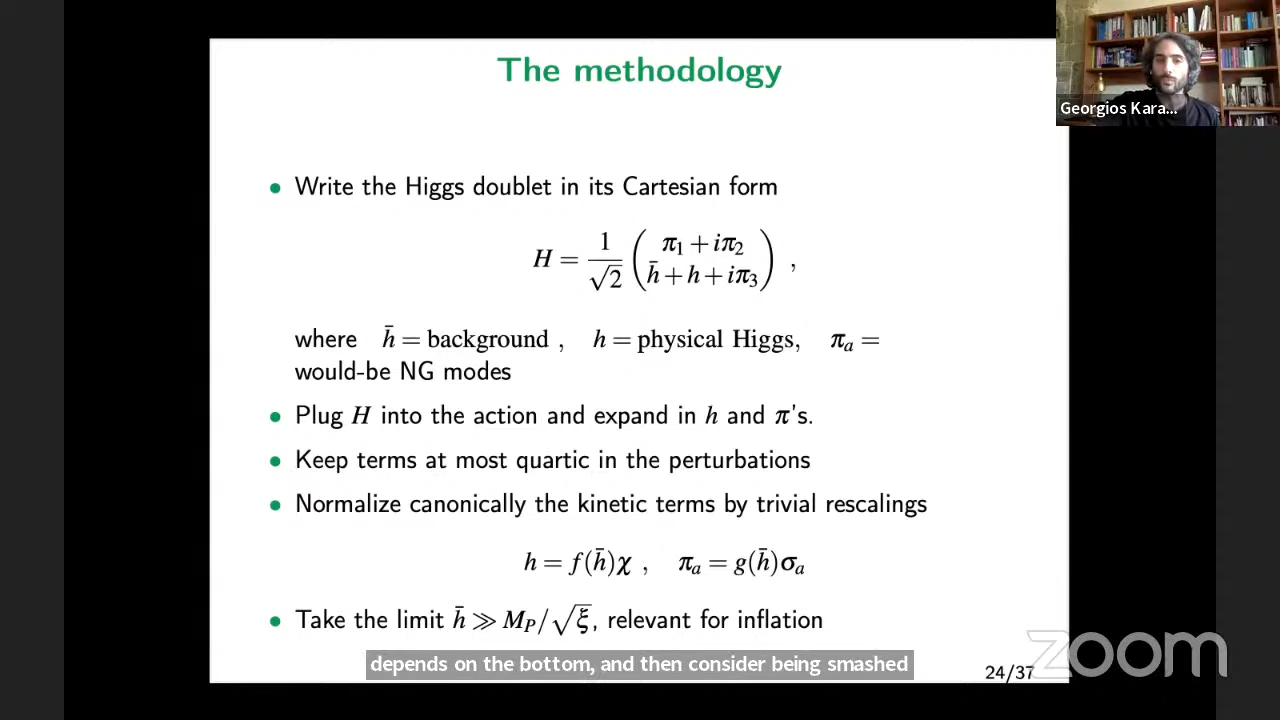 The methodology
Georgios Kara...
• Write the Higgs doublet in its Cartesian form
H = 1/√2 ( π₁ + iπ₂
h̄ + h + iπ₃ ) ,
where h̄ = background , h = physical Higgs, πₐ =
would-be NG modes
• Plug H into the action and expand in h and π's.
• Keep terms at most quartic in the perturbations
• Normalize canonically the kinetic terms by trivial rescalings
h = f(h̄)χ , πₐ = g(h̄)σₐ
• Take the limit h̄ ≫ M_P/√ξ, relevant for inflation
depends on the bottom, and then consider being smashed
24/37
zoom